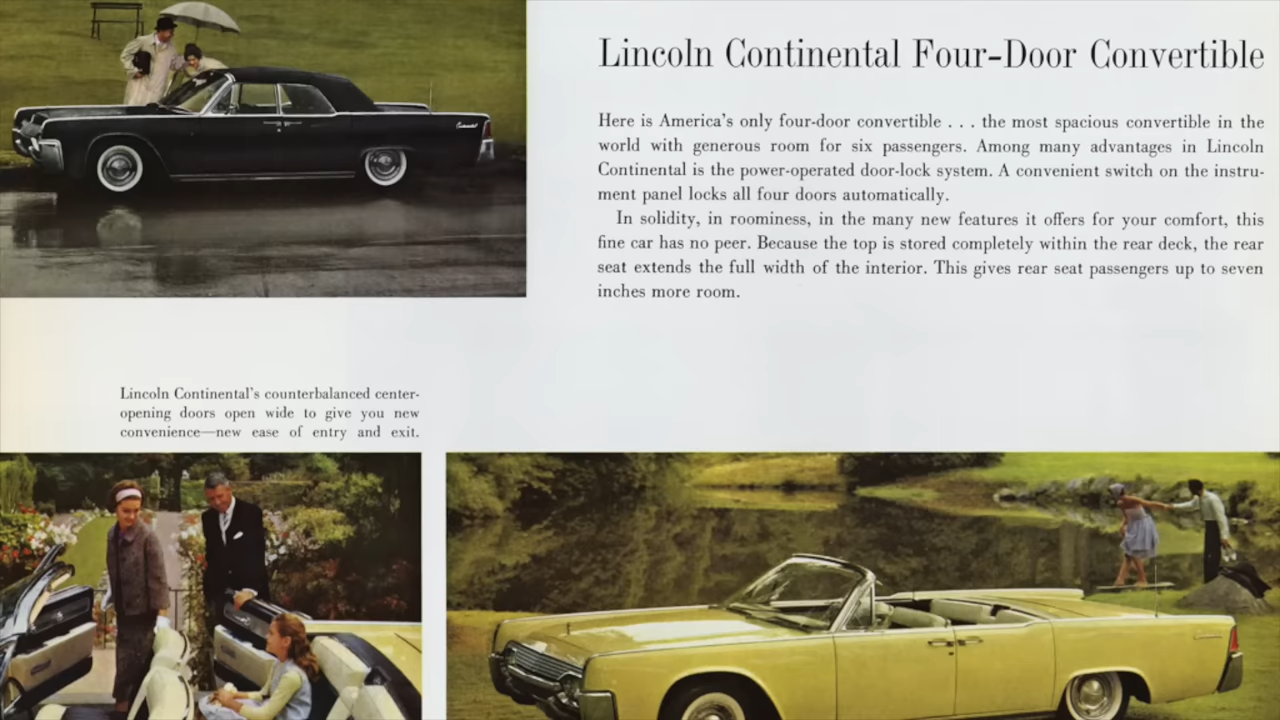 Lincoln Continental Four-Door Convertible
Here is America's only four-door convertible . . . the most spacious convertible in the
world with generous room for six passengers. Among many advantages in Lincoln
Continental is the power-operated door-lock system. A convenient switch on the instru-
ment panel locks all four doors automatically.
In solidity, in roominess, in the many new features it offers for your comfort, this
fine car has no peer. Because the top is stored completely within the rear deck, the rear
seat extends the full width of the interior. This gives rear seat passengers up to seven
inches more room.
Continental
Lincoln Continental's counterbalanced center-
opening doors open wide to give you new
convenience—new ease of entry and exit.